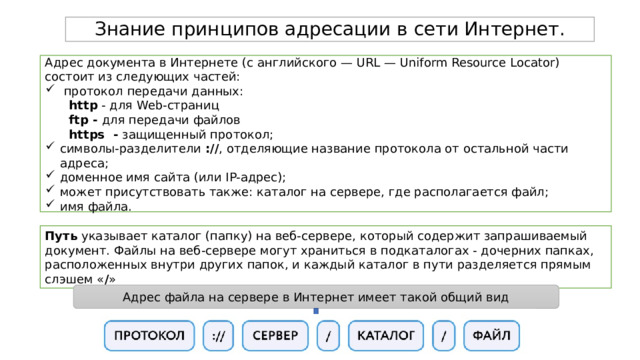 Знание принципов адресации в сети Интернет.
Адрес документа в Интернете (с английского — URL — Uniform Resource Locator)
состоит из следующих частей:
✓ протокол передачи данных:
http - для Web-страниц
ftp - для передачи файлов
https - защищенный протокол;
✓ символы-разделители ://, отделяющие название протокола от остальной части
адреса;
✓ доменное имя сайта (или IP-адрес);
✓ может присутствовать также: каталог на сервере, где располагается файл;
✓ имя файла.
Путь указывает каталог (папку) на веб-сервере, который содержит запрашиваемый
документ. Файлы на веб-сервере могут храниться в подкаталогах - дочерних папках,
расположенных внутри других папок, и каждый каталог в пути разделяется прямым
слэшем «/»
Адрес файла на сервере в Интернет имеет такой общий вид
ПРОТОКОЛ :// СЕРВЕР / КАТАЛОГ / ФАЙЛ